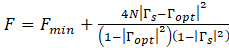 F = F_min + 4N|Γ_s − Γ_opt|² / ((1−|Γ_opt|²)(1−|Γ_s|²))